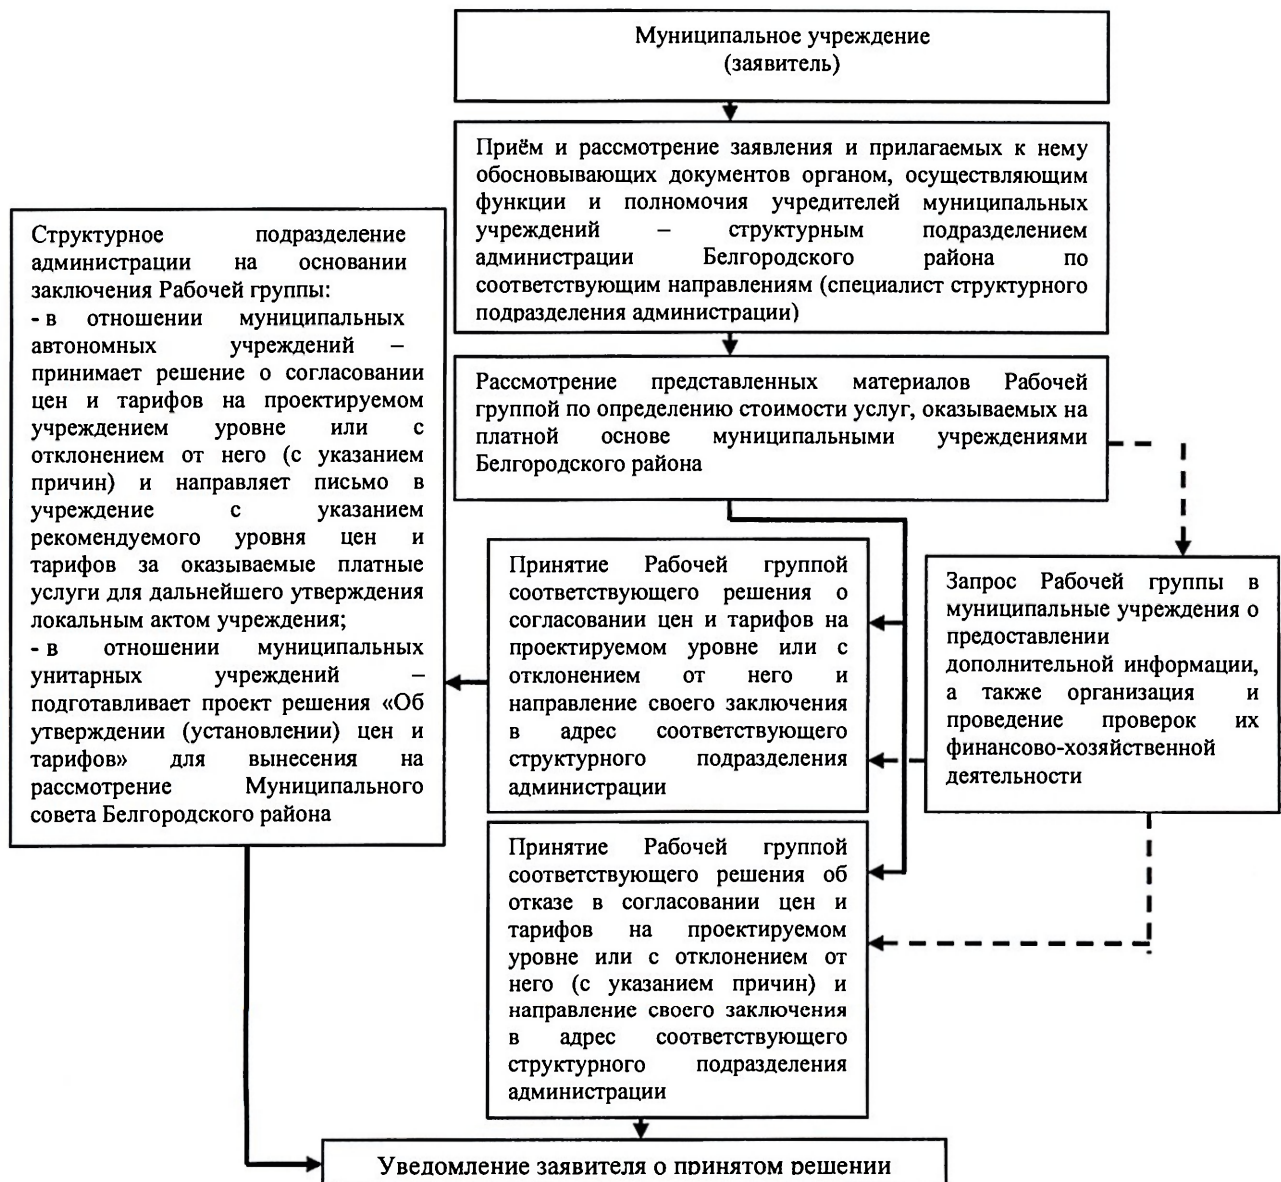 Муниципальное учреждение
(заявитель)
Приём и рассмотрение заявления и прилагаемых к нему
обосновывающих документов органом, осуществляющим
функции и полномочия учредителей муниципальных
учреждений – структурным подразделением
администрации Белгородского района по
соответствующим направлениям (специалист структурного
подразделения администрации)
Структурное подразделение
администрации на основании
заключения Рабочей группы:
- в отношении муниципальных
автономных учреждений –
принимает решение о согласовании
цен и тарифов на проектируемом
учреждением уровне или с
отклонением от него (с указанием
причин) и направляет письмо в
учреждение с указанием
рекомендуемого уровня цен и
тарифов за оказываемые платные
услуги для дальнейшего утверждения
локальным актом учреждения;
- в отношении муниципальных
унитарных учреждений –
подготавливает проект решения «Об
утверждении (установлении) цен и
тарифов» для вынесения на
рассмотрение Муниципального
совета Белгородского района
Рассмотрение представленных материалов Рабочей
группой по определению стоимости услуг, оказываемых на
платной основе муниципальными учреждениями
Белгородского района
Принятие Рабочей группой
соответствующего решения о
согласовании цен и тарифов на
проектируемом уровне или с
отклонением от него и
направление своего заключения
в адрес соответствующего
структурного подразделения
администрации
Запрос Рабочей группы в
муниципальные учреждения о
предоставлении
дополнительной информации,
а также организация и
проведение проверок их
финансово-хозяйственной
деятельности
Принятие Рабочей группой
соответствующего решения об
отказе в согласовании цен и
тарифов на проектируемом
уровне или с отклонением от
него (с указанием причин) и
направление своего заключения
в адрес соответствующего
структурного подразделения
администрации
Уведомление заявителя о принятом решении